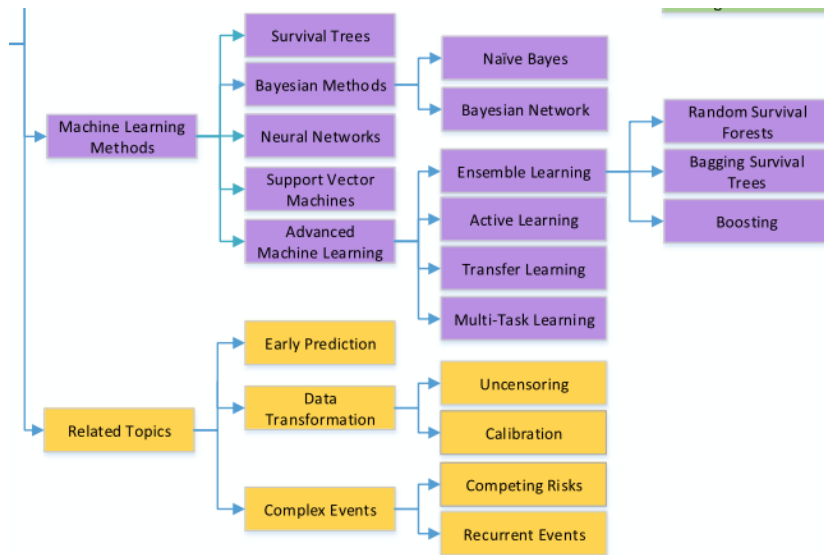 Survival Trees
Bayesian Methods
Naïve Bayes
Bayesian Network
Machine Learning
Methods
Neural Networks
Support Vector
Machines
Advanced
Machine Learning
Ensemble Learning
Active Learning
Transfer Learning
Multi-Task Learning
Random Survival
Forests
Bagging Survival
Trees
Boosting
Related Topics
Early Prediction
Data
Transformation
Uncensoring
Calibration
Complex Events
Competing Risks
Recurrent Events